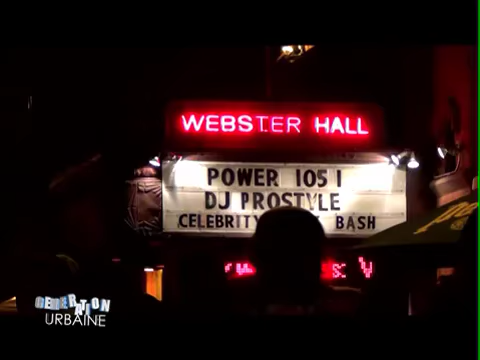 WEBSTER HALL
POWER 105 1
DJ PROSTYLE
CELEBRITY BASH
GENERATION
URBAINE